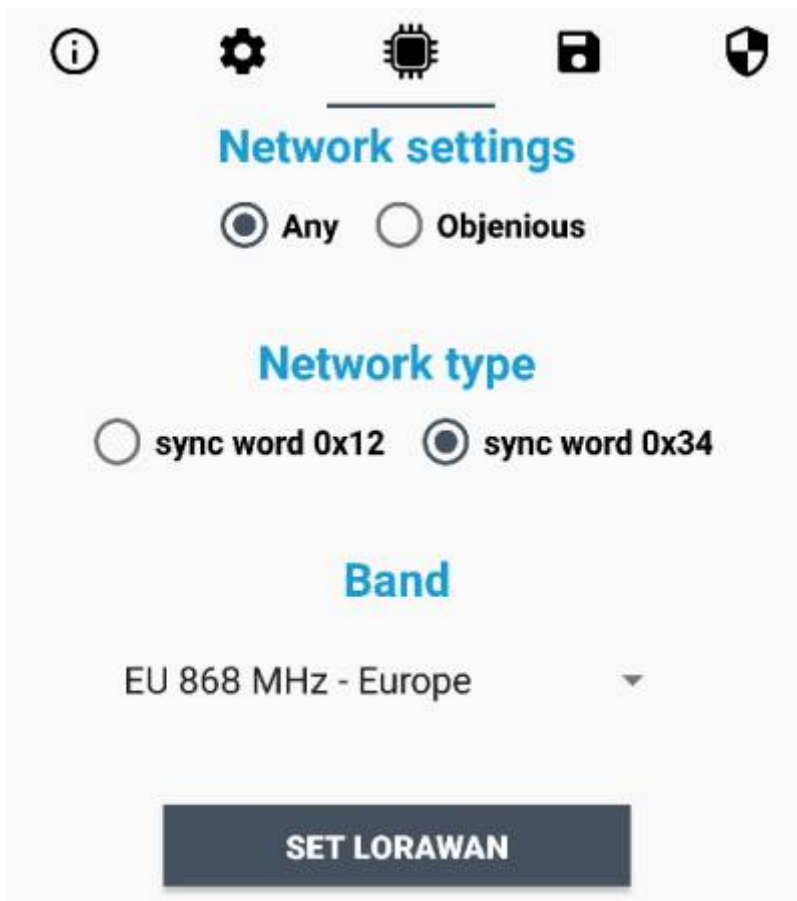 Network settings
Any Objenious
Network type
sync word 0x12 sync word 0x34
Band
EU 868 MHz - Europe
SET LORAWAN